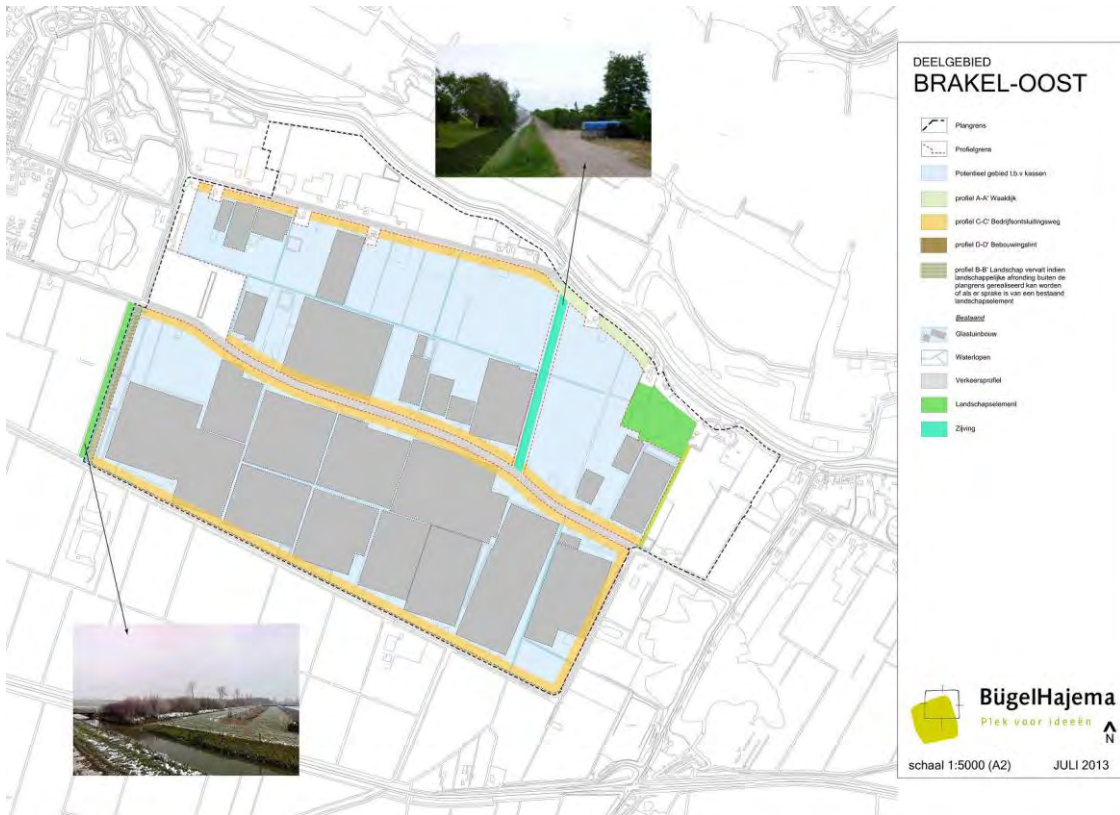 DEELGEBIED
BRAKEL-OOST
Plangrens
Profielgrens
Potentieel gebied t.b.v kassen
profiel A-A' Waaldijk
profiel C-C' Bedrijfsontsluitingsweg
profiel D-D' Bebouwingslint
profiel B-B' Landschap vervalt indien
landschappelijke afronding buiten de
plangrens gerealiseerd kan worden
of als er sprake is van een bestaand
landschapselement
Bestaand
Glastuinbouw
Waterlopen
Verkeersprofiel
Landschapselement
Zijving
BügelHajema
Plek voor ideeën
N
schaal 1:5000 (A2) JULI 2013